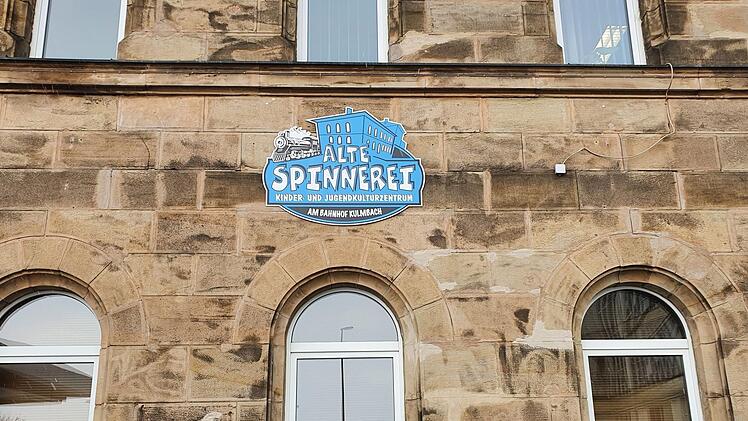 ALTE
SPINNEREI
KINDER- UND JUGENDKULTURZENTRUM
AM BAHNHOF KULMBACH